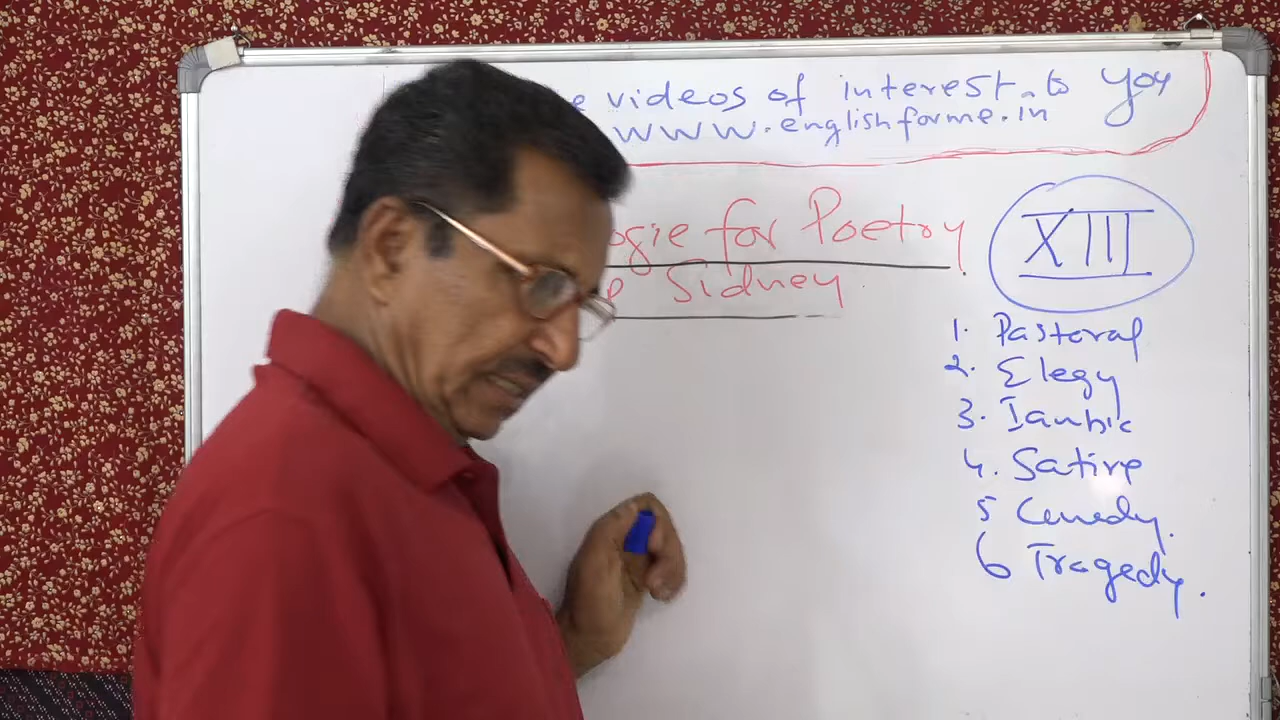 e videos of interest to you
www.englishforme.in
ogie for Poetry
p Sidney
XIII
1. Pastoral
2. Elegy
3. Iambic
4. Satire
5 Comedy.
6 Tragedy.